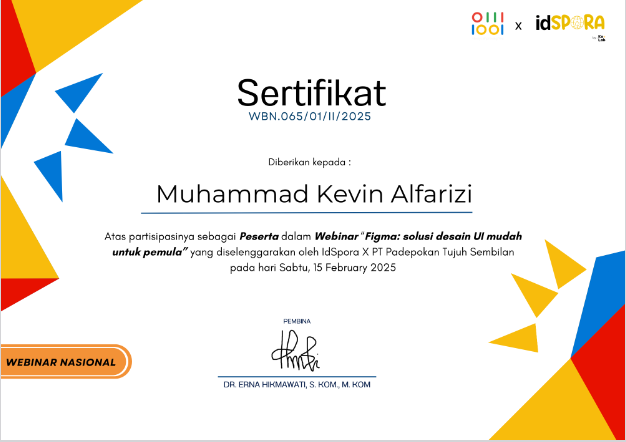 OIII
IOOI
x
idSPORA
Sertifikat
WBN.065/01/II/2025
Diberikan kepada :
Muhammad Kevin Alfarizi
Atas partisipasinya sebagai Peserta dalam Webinar "Figma: solusi desain UI mudah
untuk pemula" yang diselenggarakan oleh IdSpora X PT Padepokan Tujuh Sembilan
pada hari Sabtu, 15 February 2025
WEBINAR NASIONAL
PEMBINA
DR. ERNA HIKMAWATI, S. KOM., M. KOM